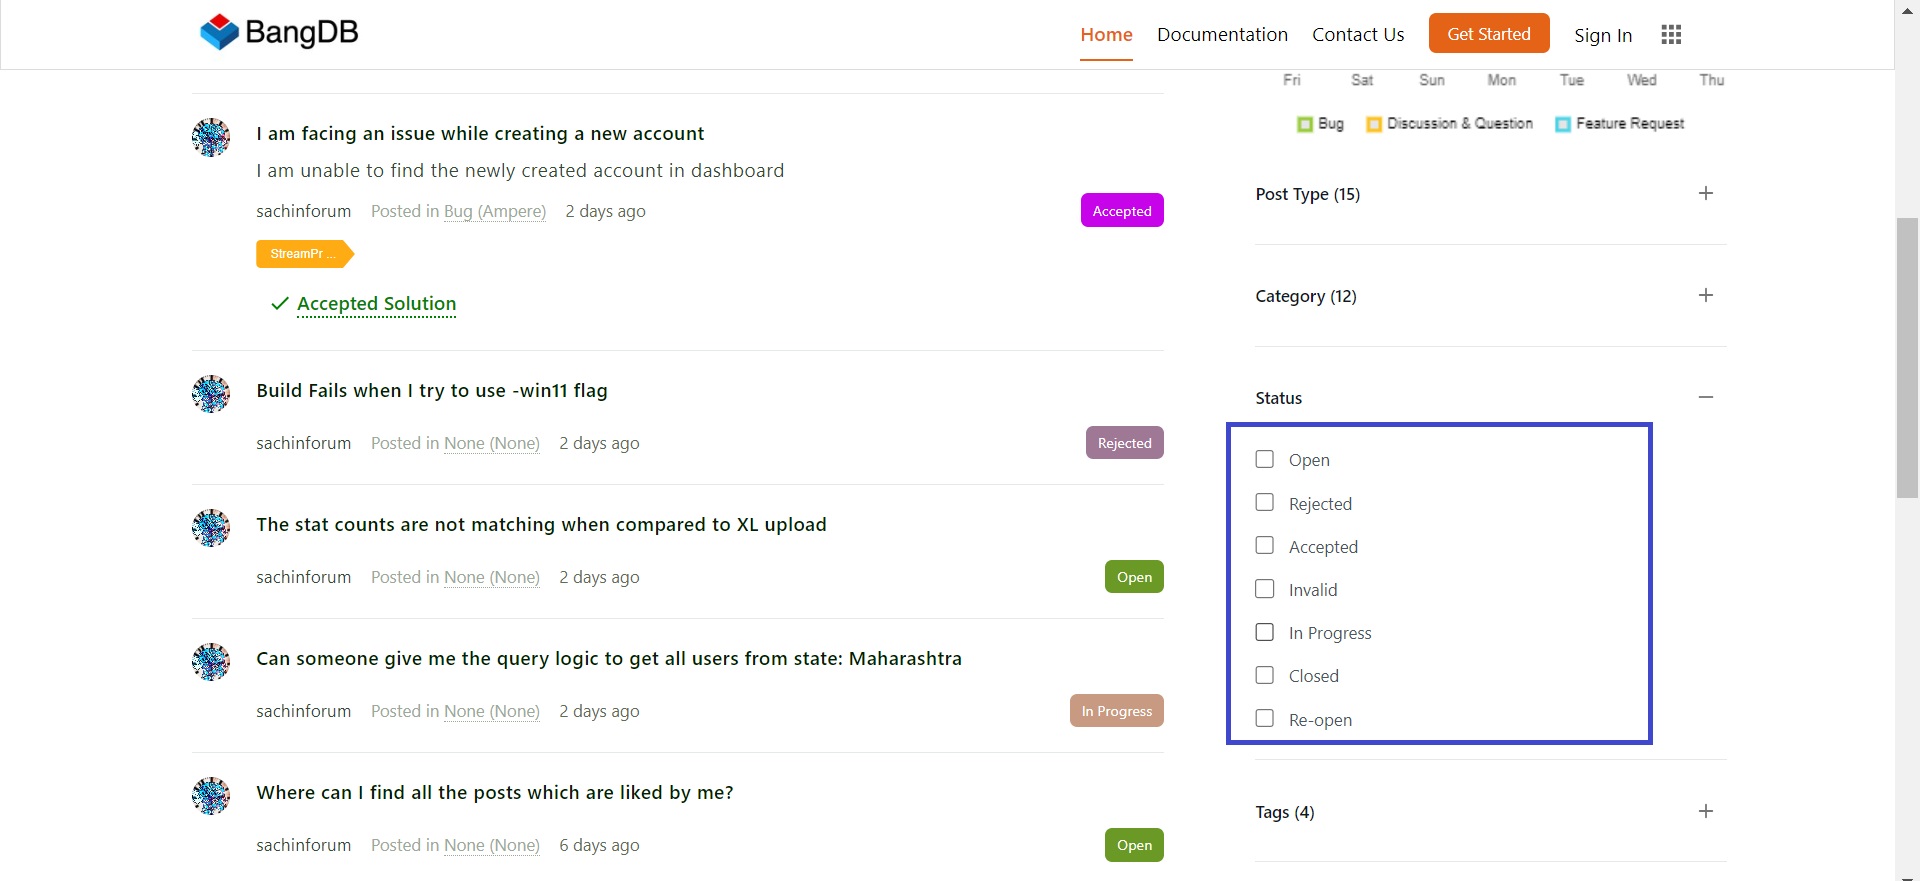 BangDB
Home Documentation Contact Us Get Started Sign In
I am facing an issue while creating a new account
I am unable to find the newly created account in dashboard
sachinforum Posted in Bug (Ampere) 2 days ago
Accepted
StreamPr ...
Accepted Solution
Build Fails when I try to use -win11 flag
sachinforum Posted in None (None) 2 days ago
Rejected
The stat counts are not matching when compared to XL upload
sachinforum Posted in None (None) 2 days ago
Open
Can someone give me the query logic to get all users from state: Maharashtra
sachinforum Posted in None (None) 2 days ago
In Progress
Where can I find all the posts which are liked by me?
sachinforum Posted in None (None) 6 days ago
Open
Fri Sat Sun Mon Tue Wed Thu
Bug Discussion & Question Feature Request
Post Type (15)
Category (12)
Status
Open
Rejected
Accepted
Invalid
In Progress
Closed
Re-open
Tags (4)